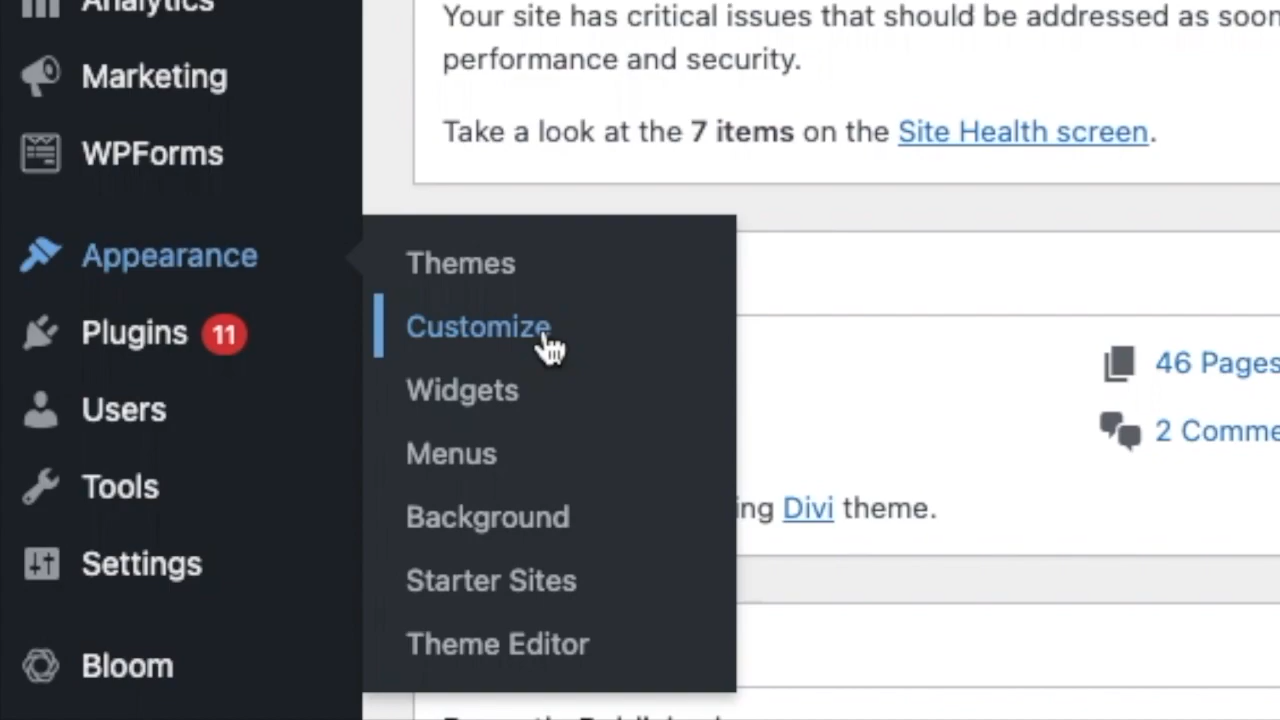 Analytics
Marketing
WPForms
Appearance
Plugins 11
Users
Tools
Settings
Bloom
Themes
Customize
Widgets
Menus
Background
Starter Sites
Theme Editor
Your site has critical issues that should be addressed as soon
performance and security.
Take a look at the 7 items on the Site Health screen.
46 Pages
2 Comme
ing Divi theme.